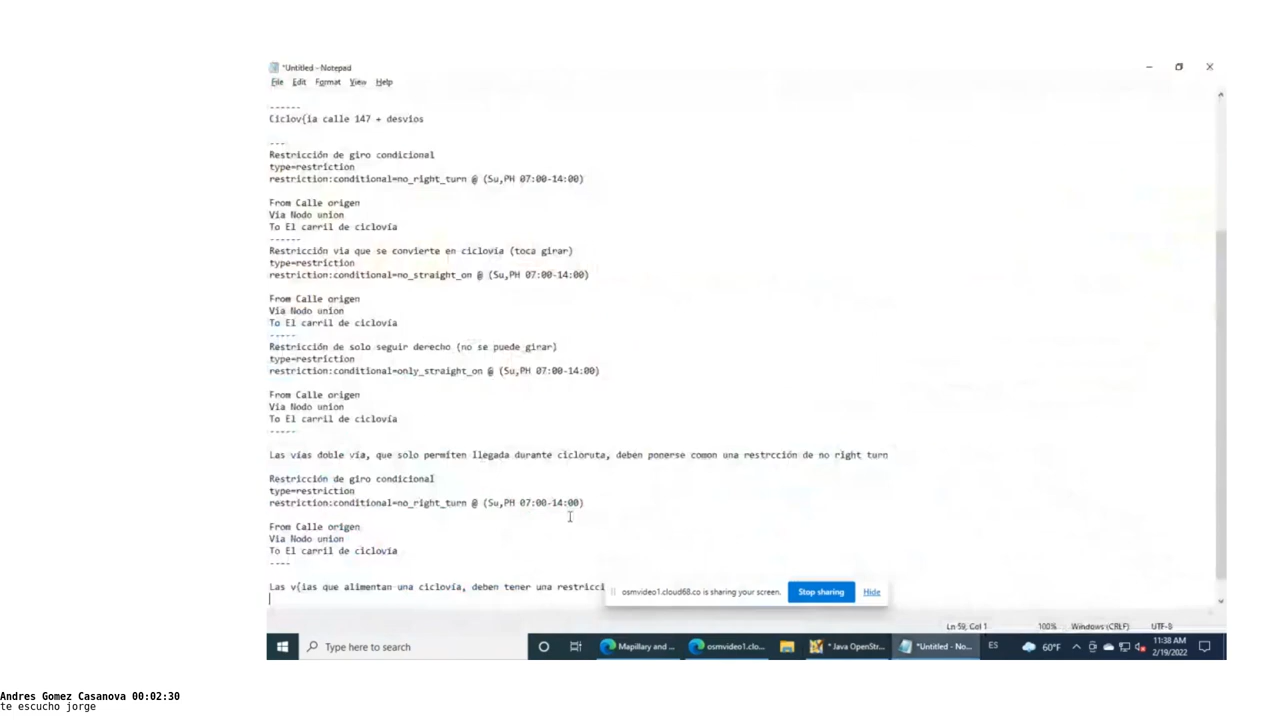 *Untitled - Notepad
File Edit Format View Help
------
Ciclov{ia calle 147 + desvios
---
Restricción de giro condicional
type=restriction
restriction:conditional=no_right_turn @ (Su,PH 07:00-14:00)
From Calle origen
Via Nodo union
To El carril de ciclovía
------
Restricción via que se convierte en ciclovia (toca girar)
type=restriction
restriction:conditional=no_straight_on @ (Su,PH 07:00-14:00)
From Calle origen
Via Nodo union
To El carril de ciclovía
-----
Restricción de solo seguir derecho (no se puede girar)
type=restriction
restriction:conditional=only_straight_on @ (Su,PH 07:00-14:00)
From Calle origen
Via Nodo union
To El carril de ciclovía
-----
Las vías doble vía, que solo permiten llegada durante cicloruta, deben ponerse comon una restrcción de no right turn
Restricción de giro condicional
type=restriction
restriction:conditional=no_right_turn @ (Su,PH 07:00-14:00)
From Calle origen
Via Nodo union
To El carril de ciclovía
----
Las v{ias que alimentan una ciclovía, deben tener una restricci
osmvideo1.cloud68.co is sharing your screen. Stop sharing Hide
Ln 59, Col 1 100% Windows (CRLF) UTF-8
Type here to search Mapillary and ... osmvideo1.clo... * Java OpenStr... *Untitled - No... ES 60°F 11:38 AM
2/19/2022
Andres Gomez Casanova 00:02:30
te escucho jorge